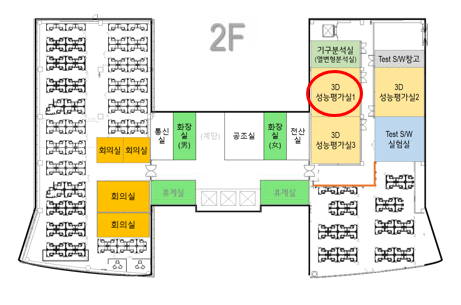 2F
기구분석실
(열변형분석실)
Test S/W창고
3D
성능평가실1
3D
성능평가실2
통신
실
화장
실
(男)
(계단)
공조실
화장
실
(女)
전산
실
3D
성능평가실3
Test S/W
실험실
회의실
회의실
휴게실
휴게실
회의실
회의실